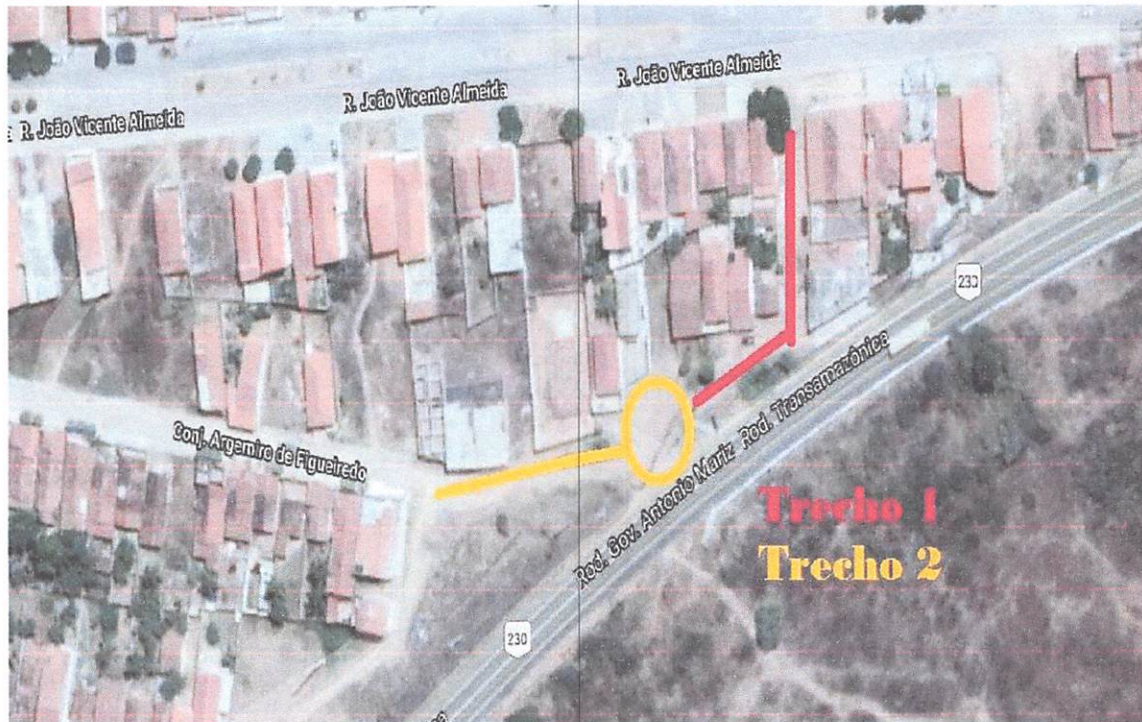 R. João Vicente Almeida
R. João Vicente Almeida
R. João Vicente Almeida
230
Conj. Argemiro de Figueiredo
Rod. Gov. Antonio Mariz Rod. Transamazônica
Trecho 1
Trecho 2
230